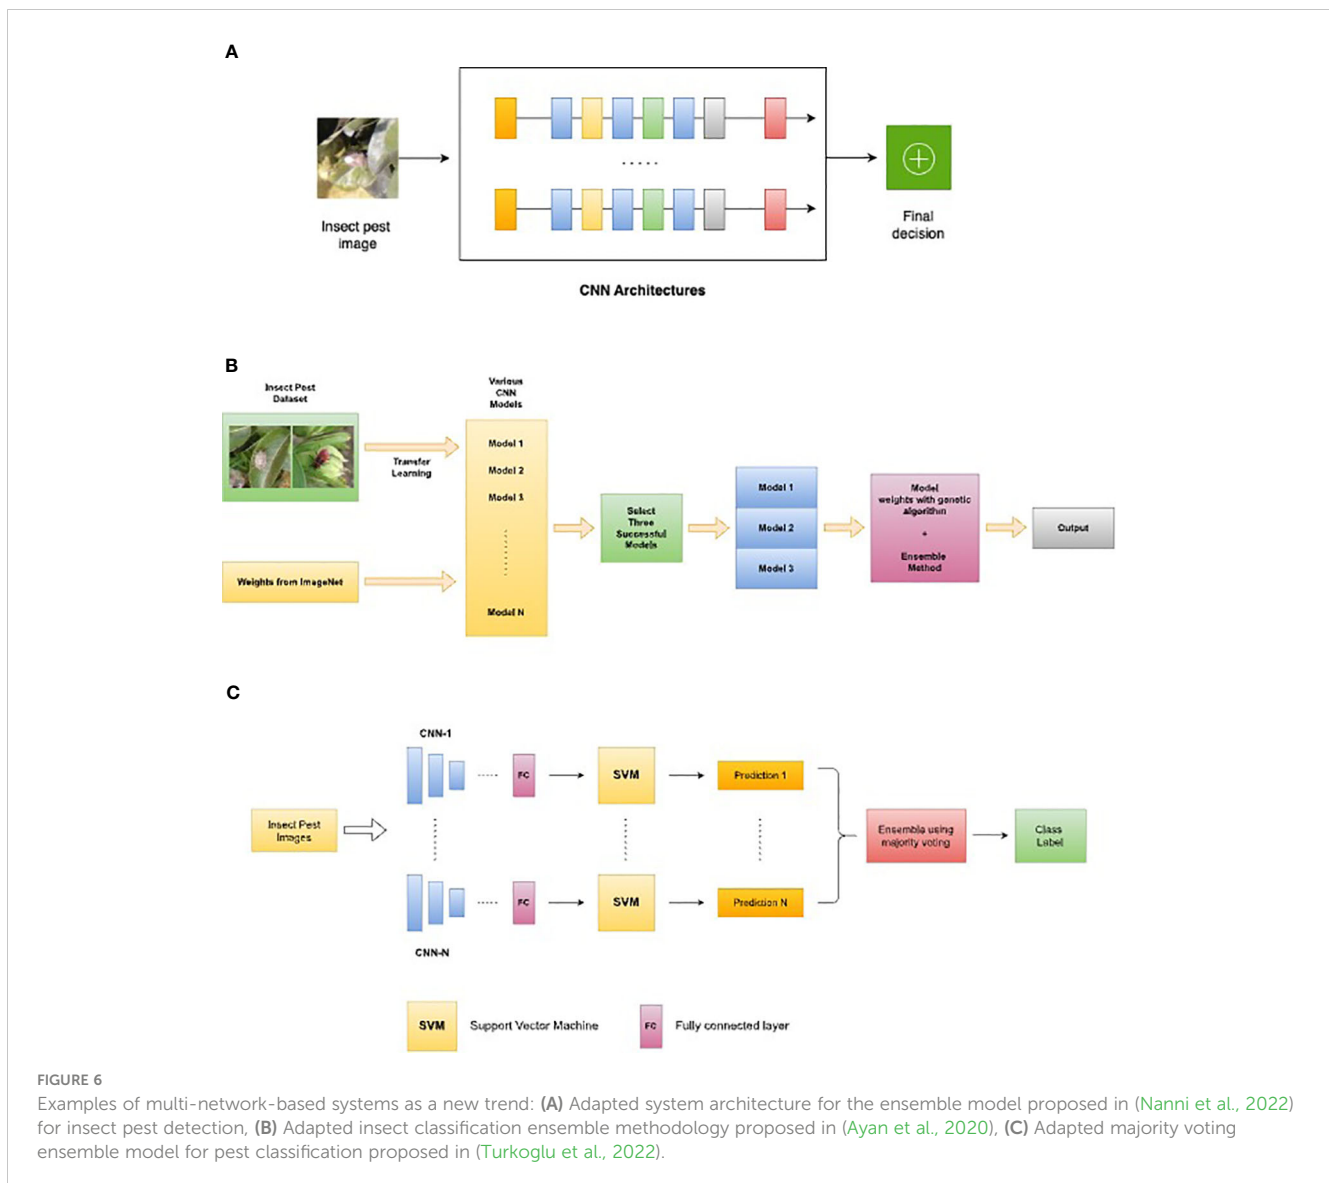 A
Insect pest
image
CNN Architectures
Final
decision
B
Insect Pest
Dataset
Transfer
Learning
Weights from ImageNet
Various
CNN
Models
Model 1
Model 2
Model 3
Model N
Select
Three
Successful
Models
Model 1
Model 2
Model 3
Model
weights with genetic
algorithm
+
Ensemble
Method
Output
C
Insect Pest
Images
CNN-1
FC
SVM
Prediction 1
CNN-N
FC
SVM
Prediction N
Ensemble using
majority voting
Class
Label
SVM Support Vector Machine
FC Fully connected layer
FIGURE 6
Examples of multi-network-based systems as a new trend: (A) Adapted system architecture for the ensemble model proposed in (Nanni et al., 2022)
for insect pest detection, (B) Adapted insect classification ensemble methodology proposed in (Ayan et al., 2020), (C) Adapted majority voting
ensemble model for pest classification proposed in (Turkoglu et al., 2022).